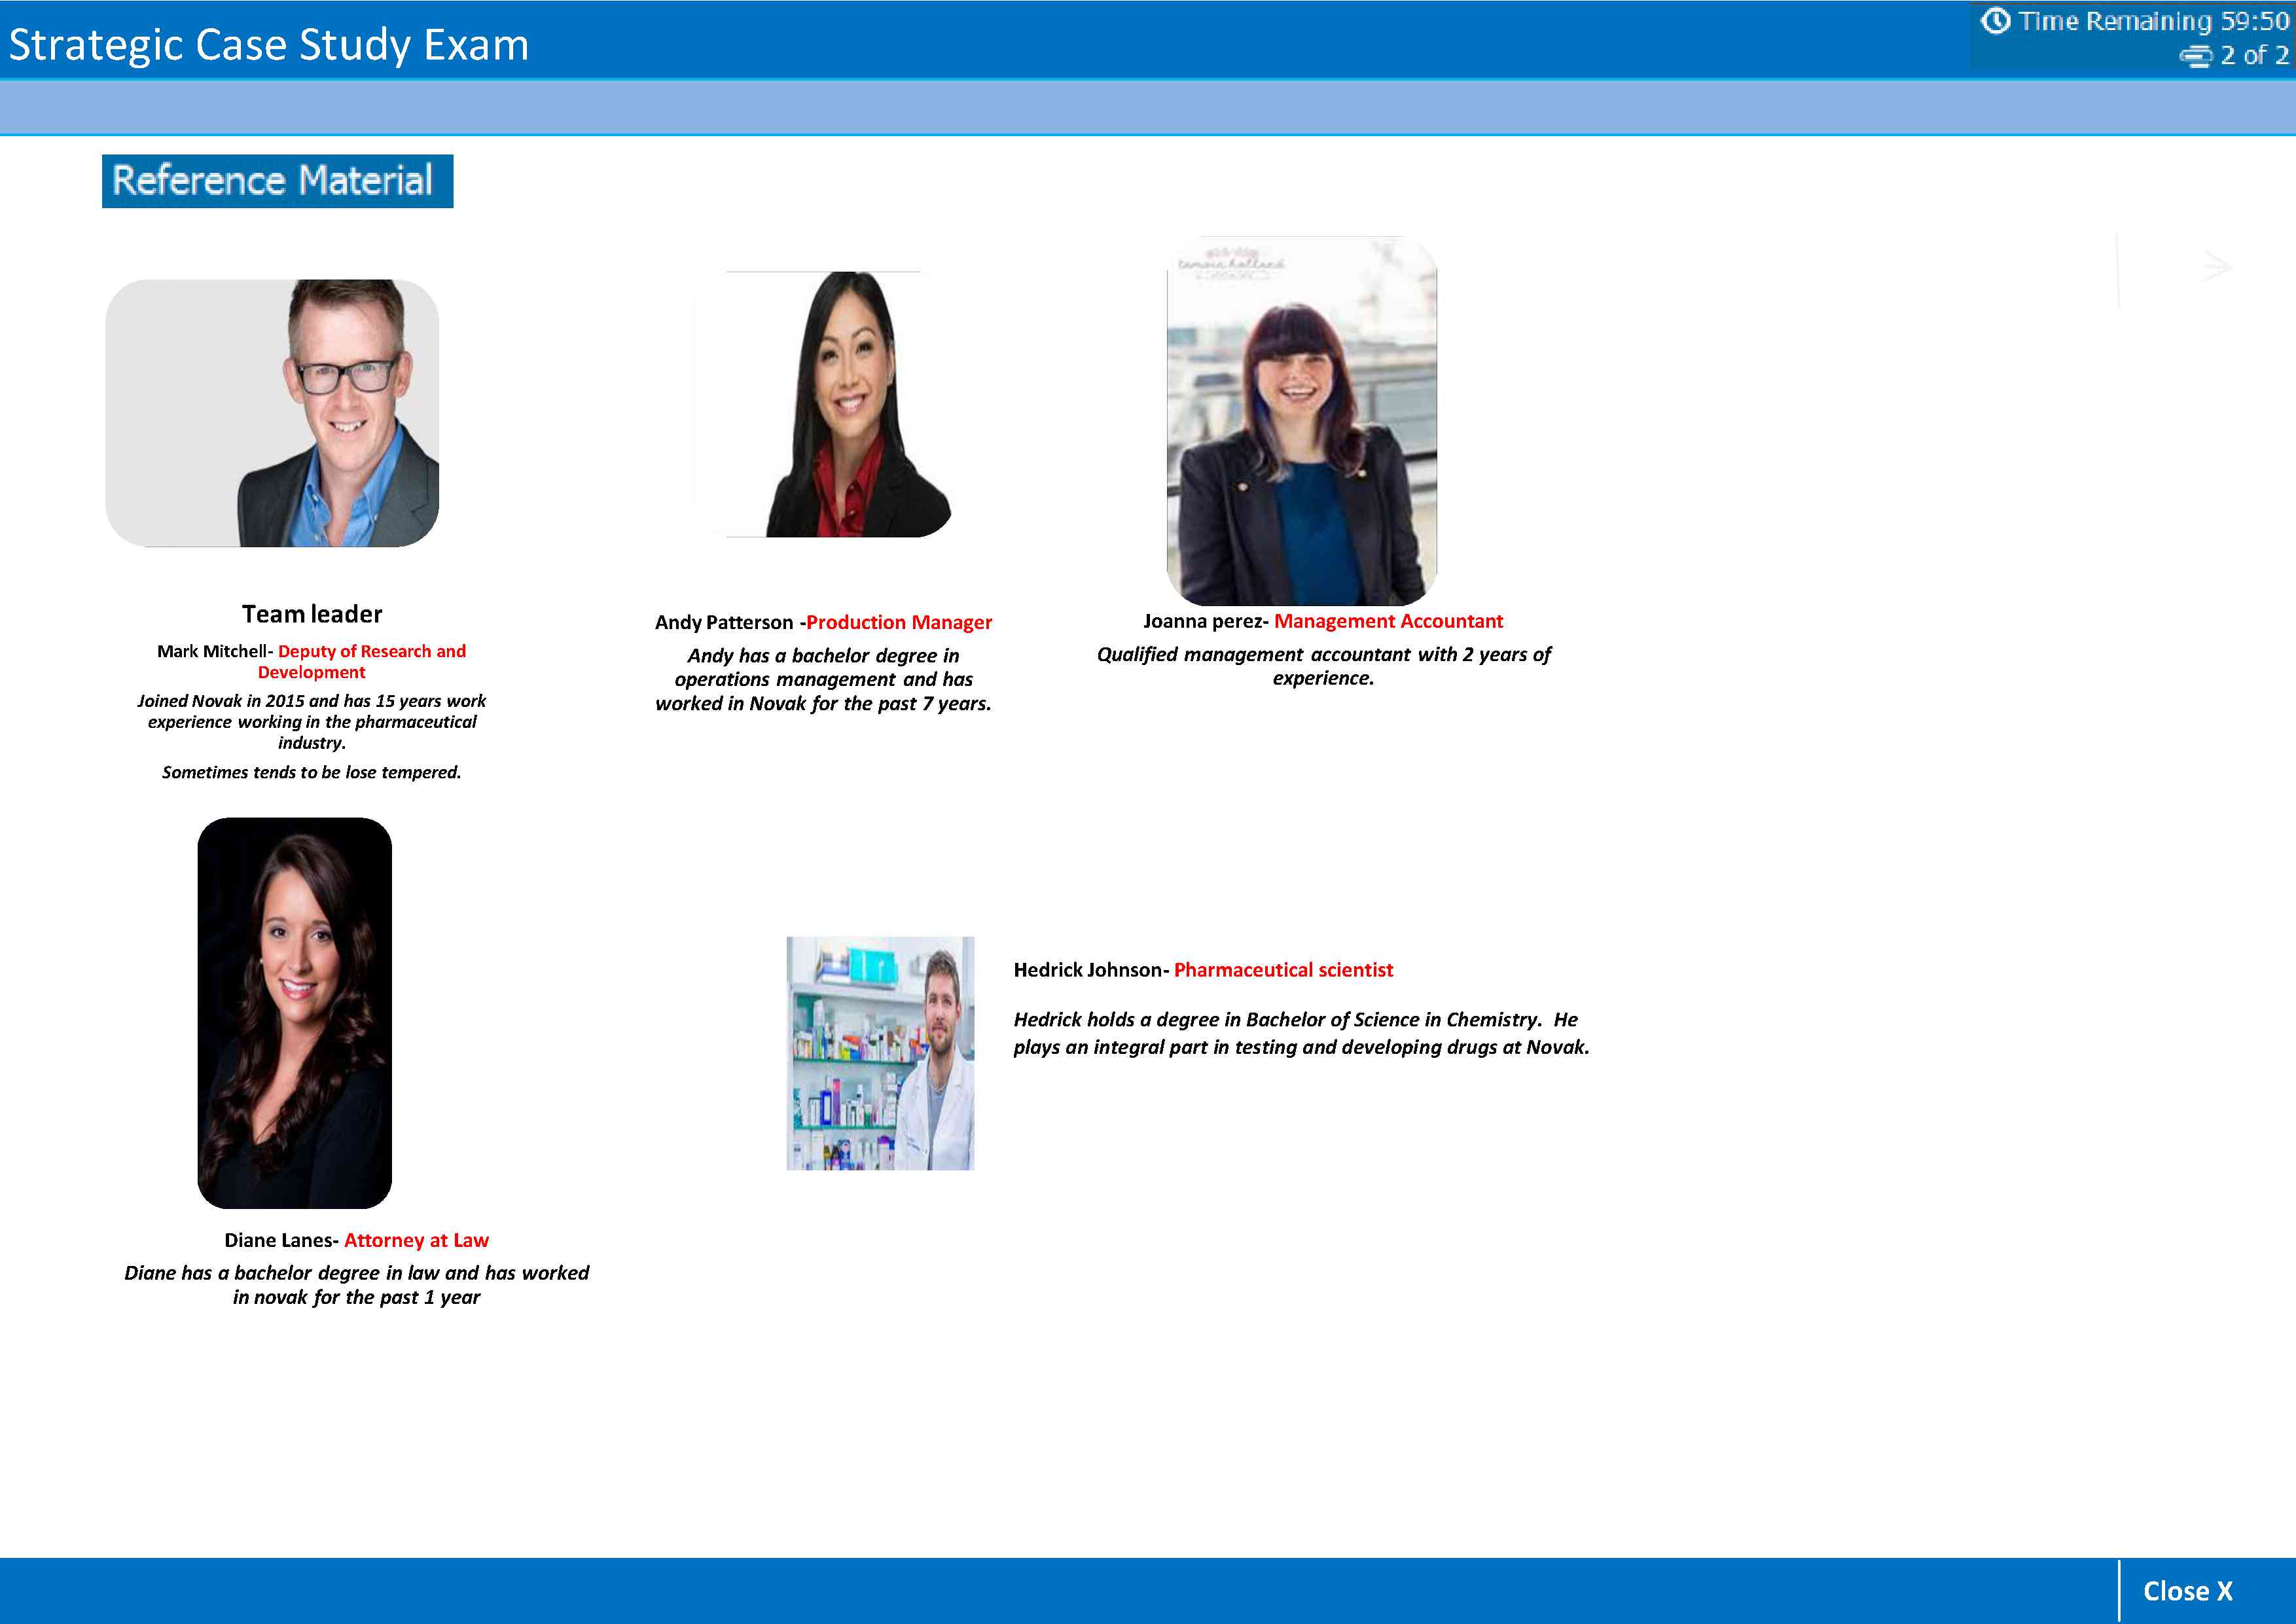 Strategic Case Study Exam
Time Remaining 59:50
2 of 2
Reference Material
Team leader
Mark Mitchell- Deputy of Research and
Development
Joined Novak in 2015 and has 15 years work
experience working in the pharmaceutical
industry.
Sometimes tends to be lose tempered.
Andy Patterson -Production Manager
Andy has a bachelor degree in
operations management and has
worked in Novak for the past 7 years.
Joanna perez- Management Accountant
Qualified management accountant with 2 years of
experience.
Diane Lanes- Attorney at Law
Diane has a bachelor degree in law and has worked
in novak for the past 1 year
Hedrick Johnson- Pharmaceutical scientist
Hedrick holds a degree in Bachelor of Science in Chemistry. He
plays an integral part in testing and developing drugs at Novak.
Close X